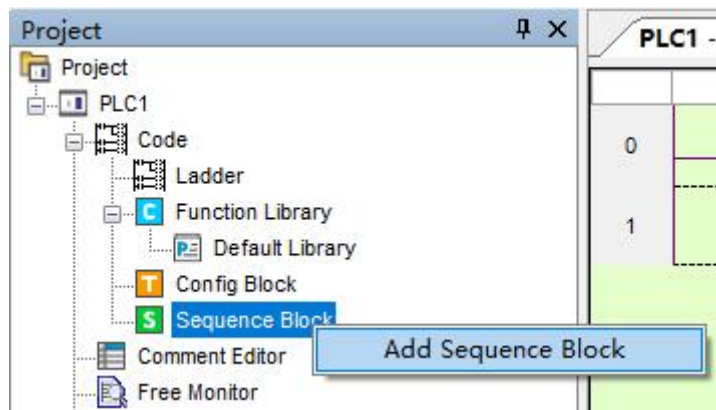 Project
PLC1 -
Project
PLC1
Code
0
Ladder
Function Library
1
Default Library
Config Block
Sequence Block
Add Sequence Block
Comment Editor
Free Monitor